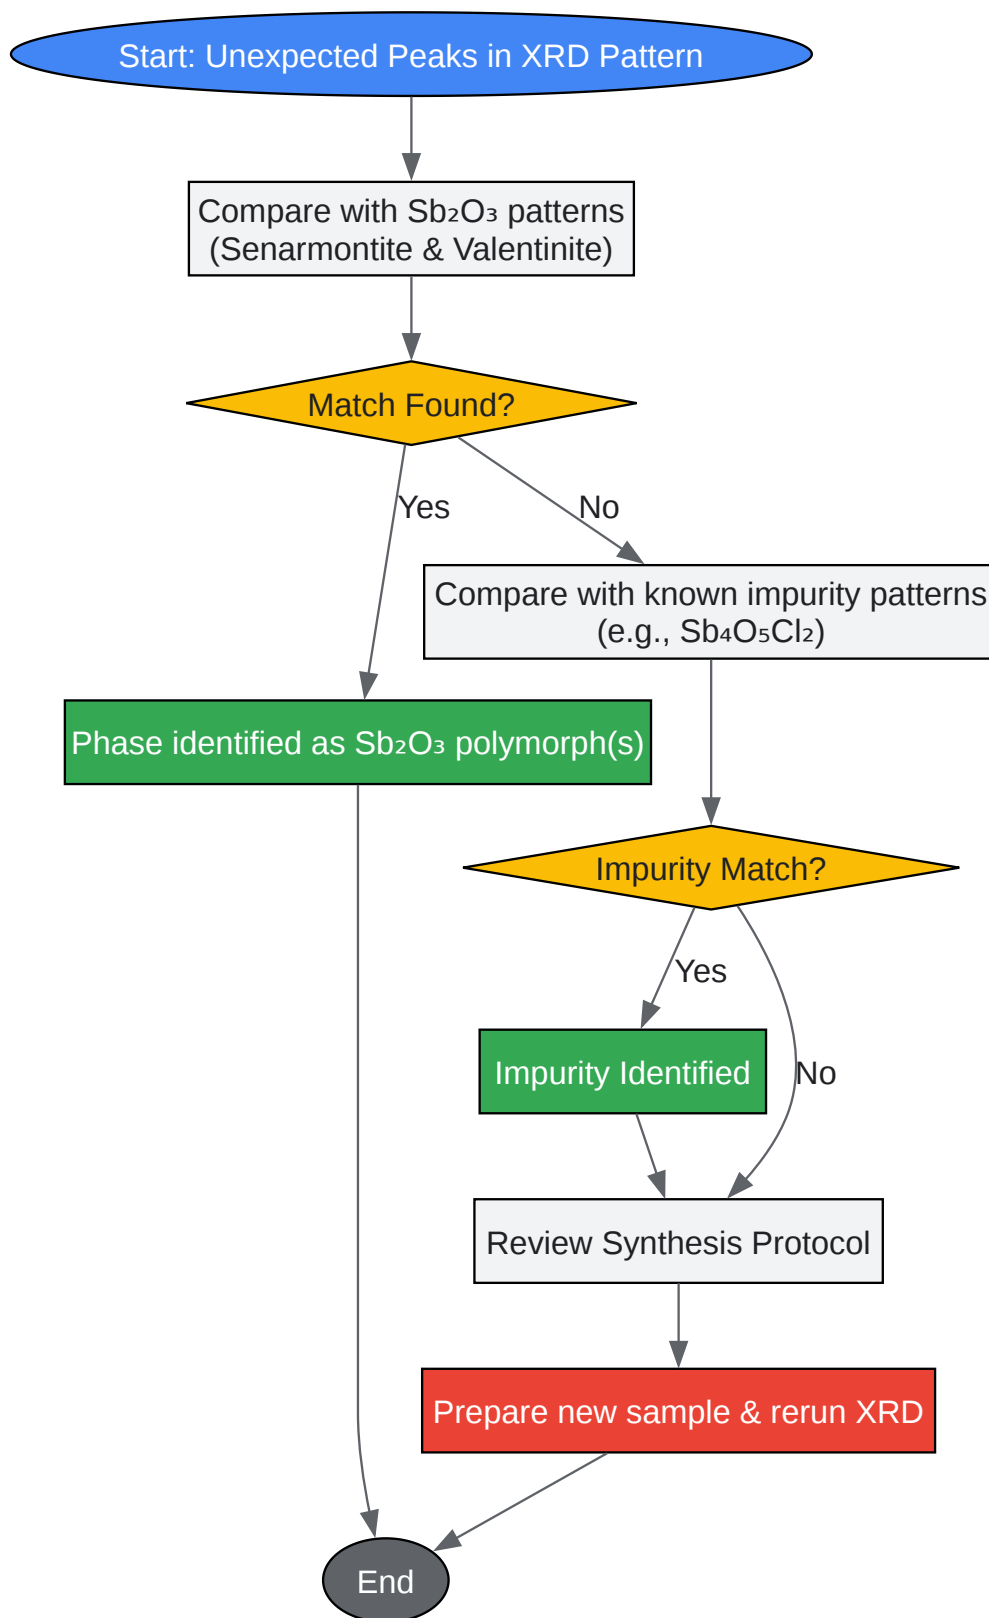 Start: Unexpected Peaks in XRD Pattern
Compare with Sb₂O₃ patterns
(Senarmontite & Valentinite)
Match Found?
Yes
No
Compare with known impurity patterns
(e.g., Sb₄O₅Cl₂)
Phase identified as Sb₂O₃ polymorph(s)
Impurity Match?
Yes
Impurity Identified
No
Review Synthesis Protocol
Prepare new sample & rerun XRD
End